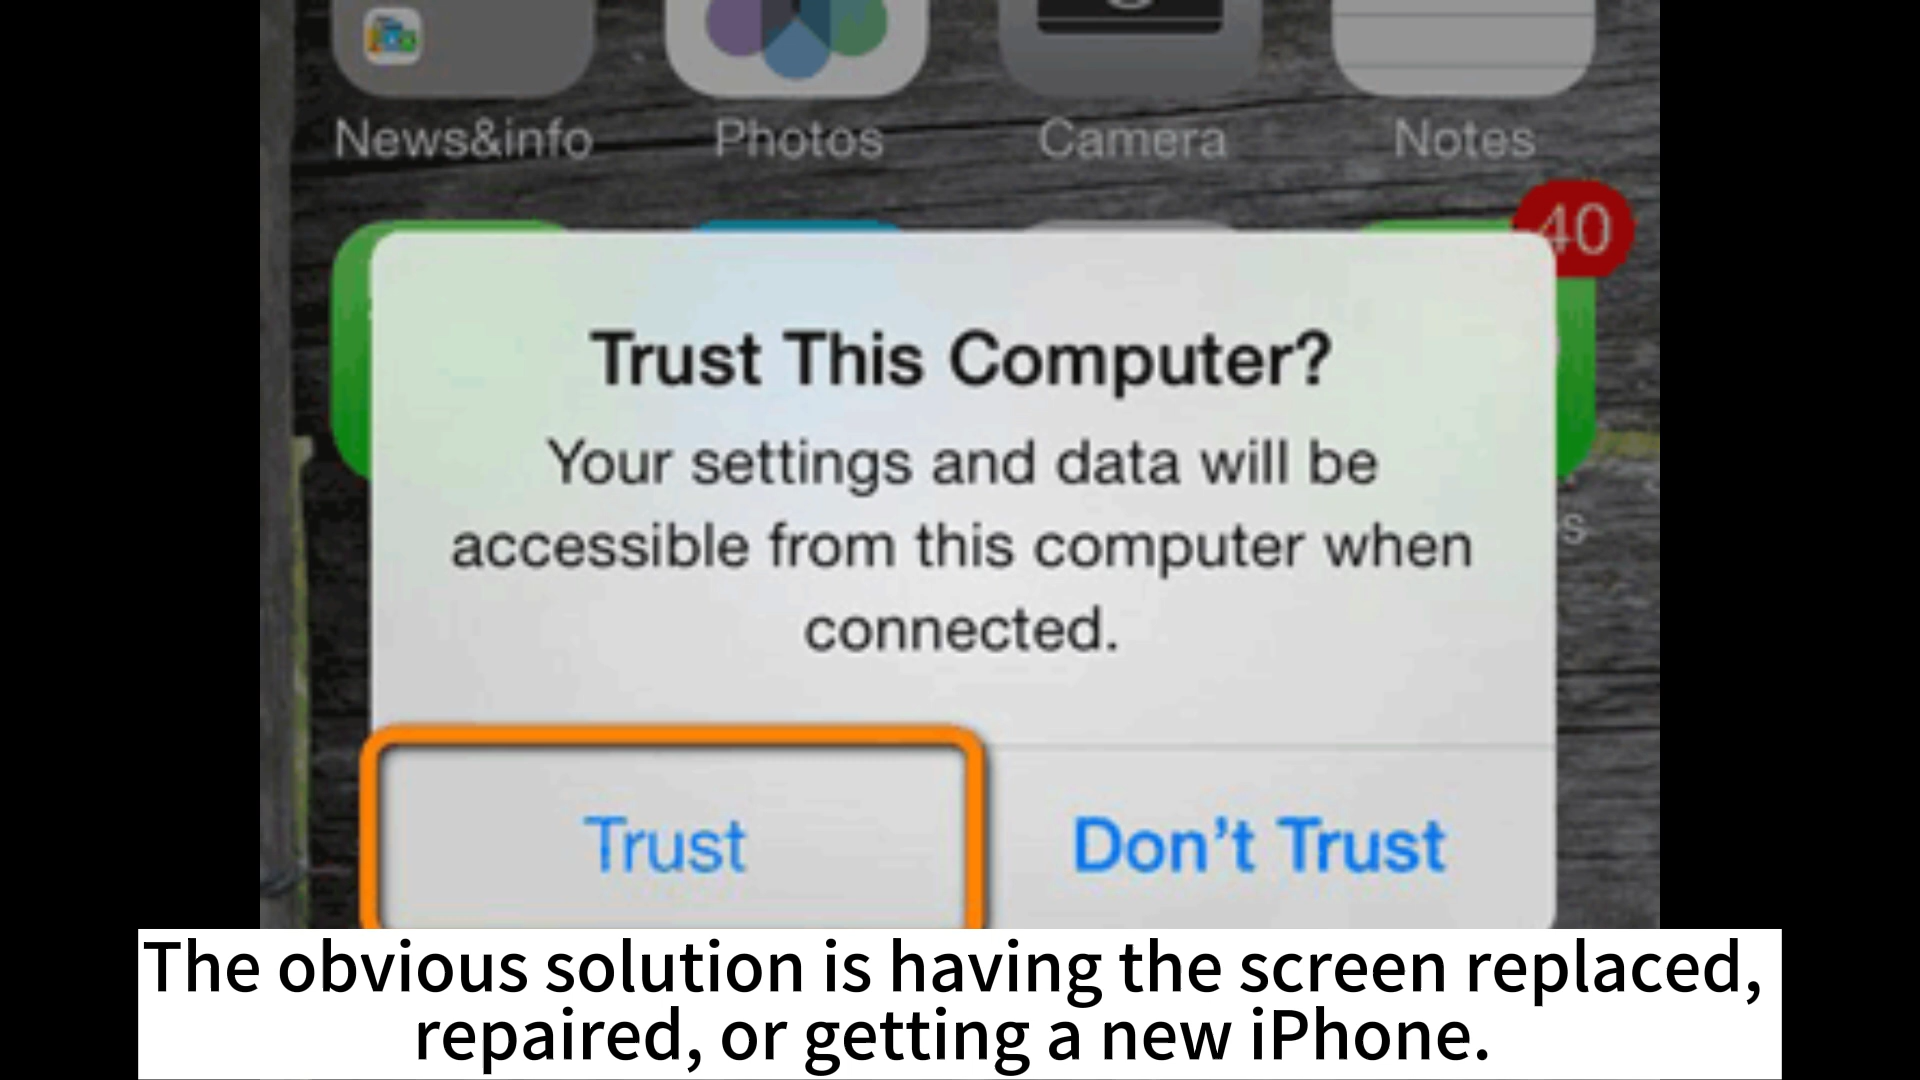 News&info Photos Camera Notes
40
Trust This Computer?
Your settings and data will be
accessible from this computer when
connected.
s
Trust Don't Trust
The obvious solution is having the screen replaced,
repaired, or getting a new iPhone.